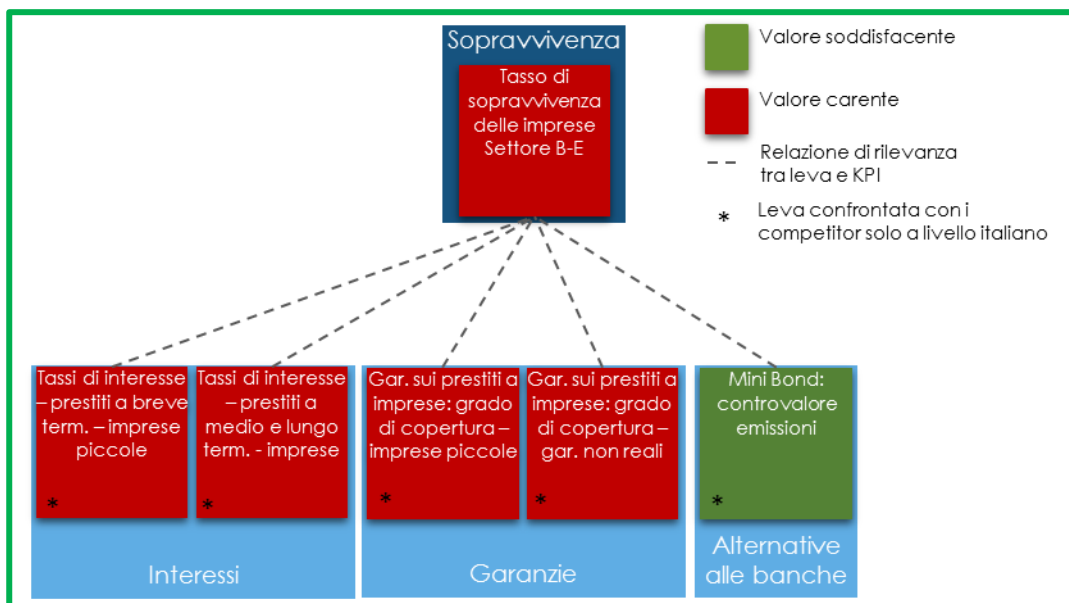 Sopravvivenza
Tasso di
sopravvivenza
delle imprese
Settore B-E
Valore soddisfacente
Valore carente
Relazione di rilevanza
tra leva e KPI
*
Leva confrontata con i
competitor solo a livello italiano
Tassi di interesse
– prestiti a breve
term. – imprese
piccole
*
Tassi di interesse
– prestiti a
medio e lungo
term. - imprese
*
Interessi
Gar. sui prestiti a
imprese: grado
di copertura –
imprese piccole
*
Gar. sui prestiti a
imprese: grado
di copertura –
gar. non reali
*
Garanzie
Mini Bond:
controvalore
emissioni
*
Alternative
alle banche